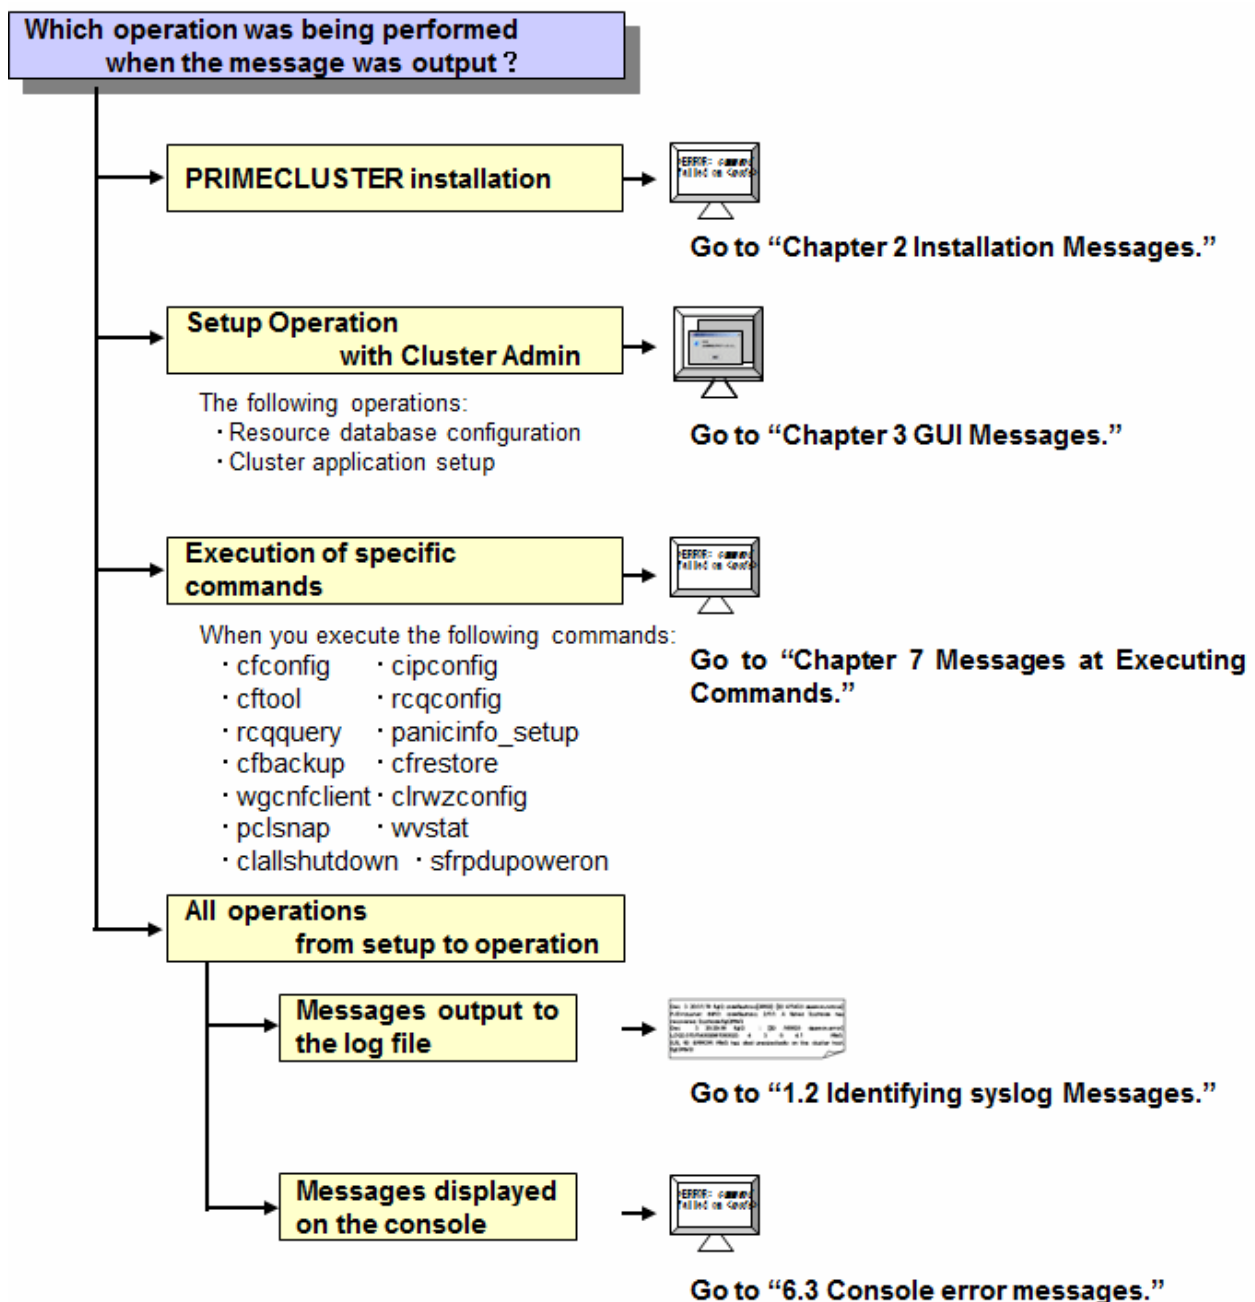 Which operation was being performed
when the message was output ?
PRIMECLUSTER installation
Go to “Chapter 2 Installation Messages.”
Setup Operation
with Cluster Admin
The following operations:
・Resource database configuration
・Cluster application setup
Go to “Chapter 3 GUI Messages.”
Execution of specific
commands
When you execute the following commands:
・cfconfig ・cipconfig
・cftool ・rcqconfig
・rcqquery ・panicinfo_setup
・cfbackup ・cfrestore
・wgcnfclient ・clrwzconfig
・pclsnap ・wvstat
・clallshutdown ・sfrpdupoweron
Go to “Chapter 7 Messages at Executing
Commands.”
All operations
from setup to operation
Messages output to
the log file
Go to “1.2 Identifying syslog Messages.”
Messages displayed
on the console
Go to “6.3 Console error messages.”